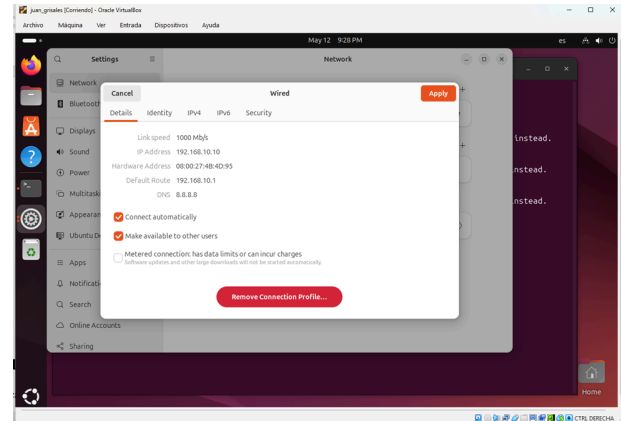 juan_grisales [Corriendo] - Oracle VirtualBox
Archivo Máquina Ver Entrada Dispositivos Ayuda
May 12 9:28 PM
es
Settings
Network
Network
Bluetooth
Displays
Sound
Power
Multitaski
Appearan
Ubuntu De
Apps
Notificati
Search
Online Accounts
Sharing
Cancel
Wired
Apply
Details Identity IPv4 IPv6 Security
Link speed 1000 Mb/s
IP Address 192.168.10.10
Hardware Address 08:00:27:4B:4D:95
Default Route 192.168.10.1
DNS 8.8.8.8
Connect automatically
Make available to other users
Metered connection: has data limits or can incur charges
Software updates and other large downloads will not be started automatically.
Remove Connection Profile...
instead.
nstead.
nstead.
Home
CTRL DERECHA